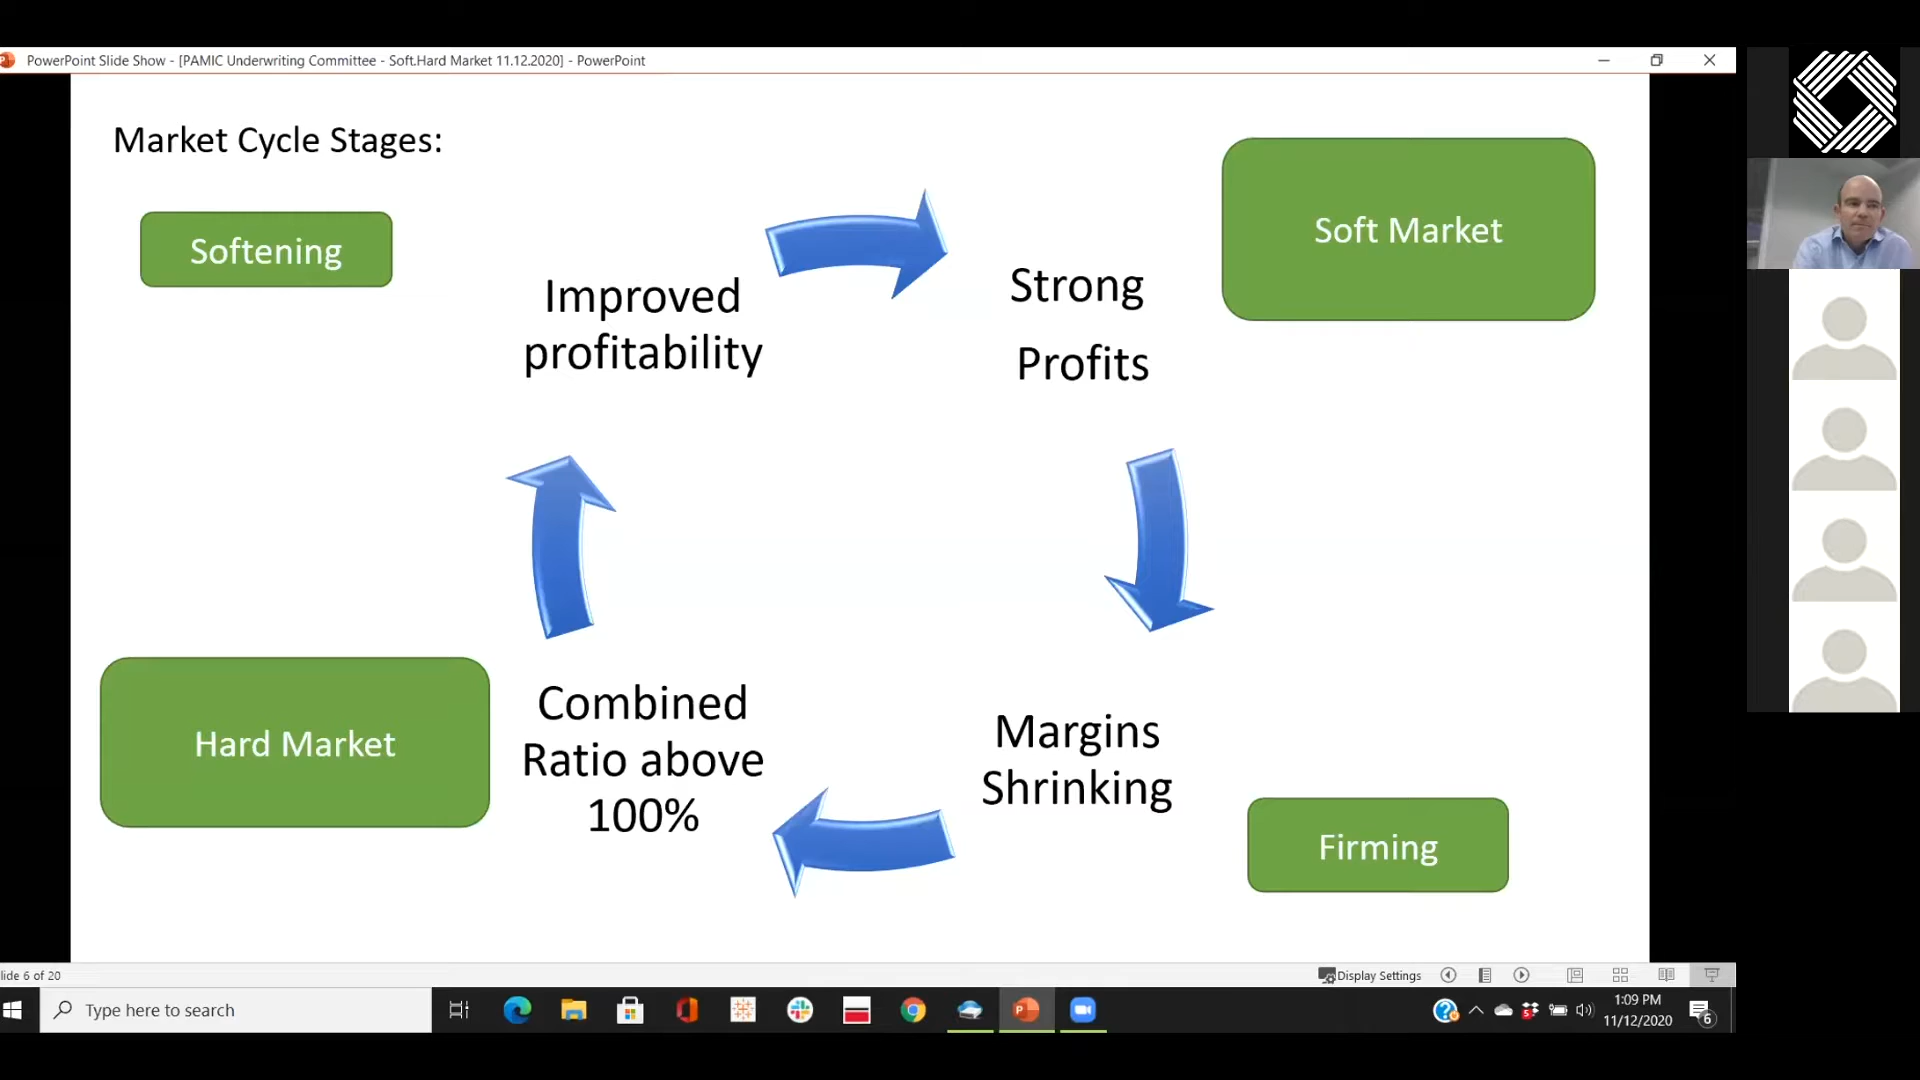 PowerPoint Slide Show - [PAMIC Underwriting Committee - Soft.Hard Market 11.12.2020] - PowerPoint
Market Cycle Stages:
Softening
Improved
profitability
Strong
Profits
Soft Market
Hard Market
Combined
Ratio above
100%
Margins
Shrinking
Firming
lide 6 of 20
Display Settings
Type here to search
1:09 PM
11/12/2020
6